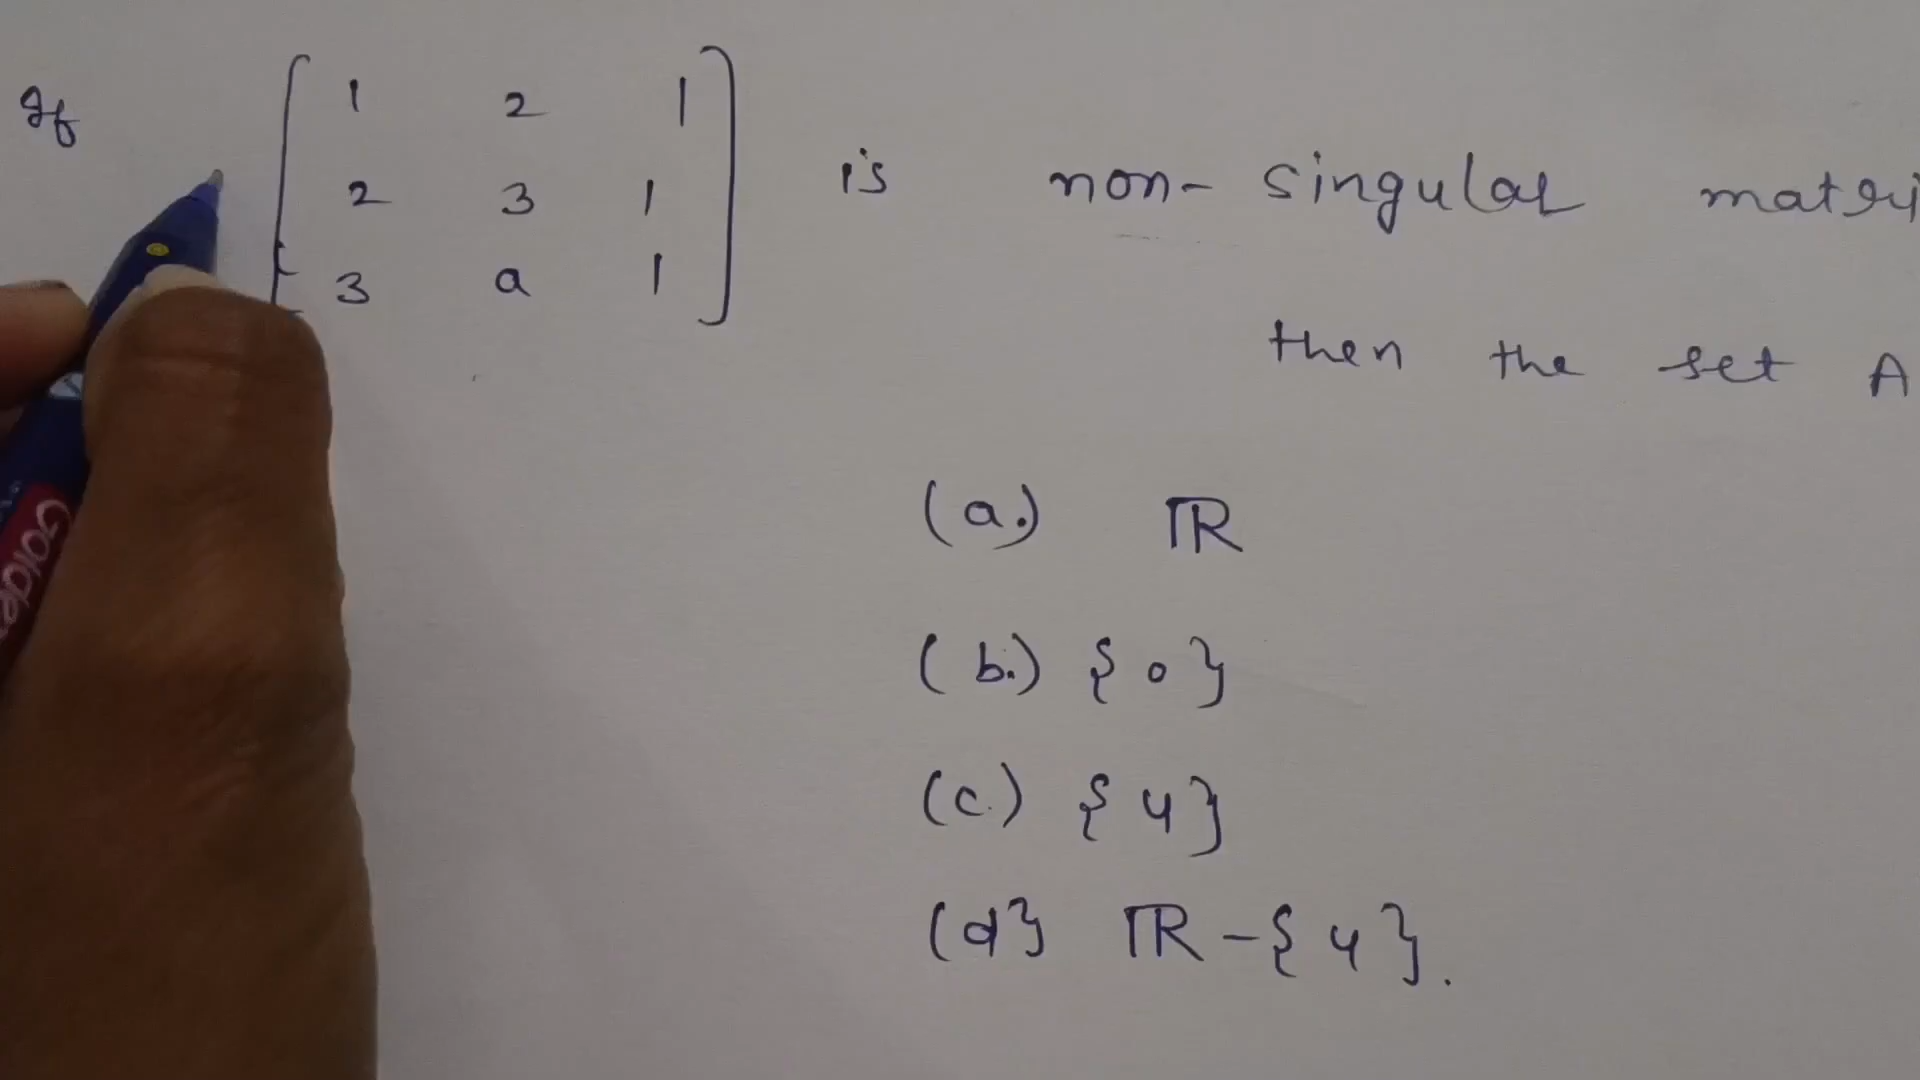 If [ 1 2 1 ] is non-singular matri
2 3 1
3 a 1
then the set A
(a.) ℝ
(b.) {0}
(c.) {4}
(d} ℝ-{4}.